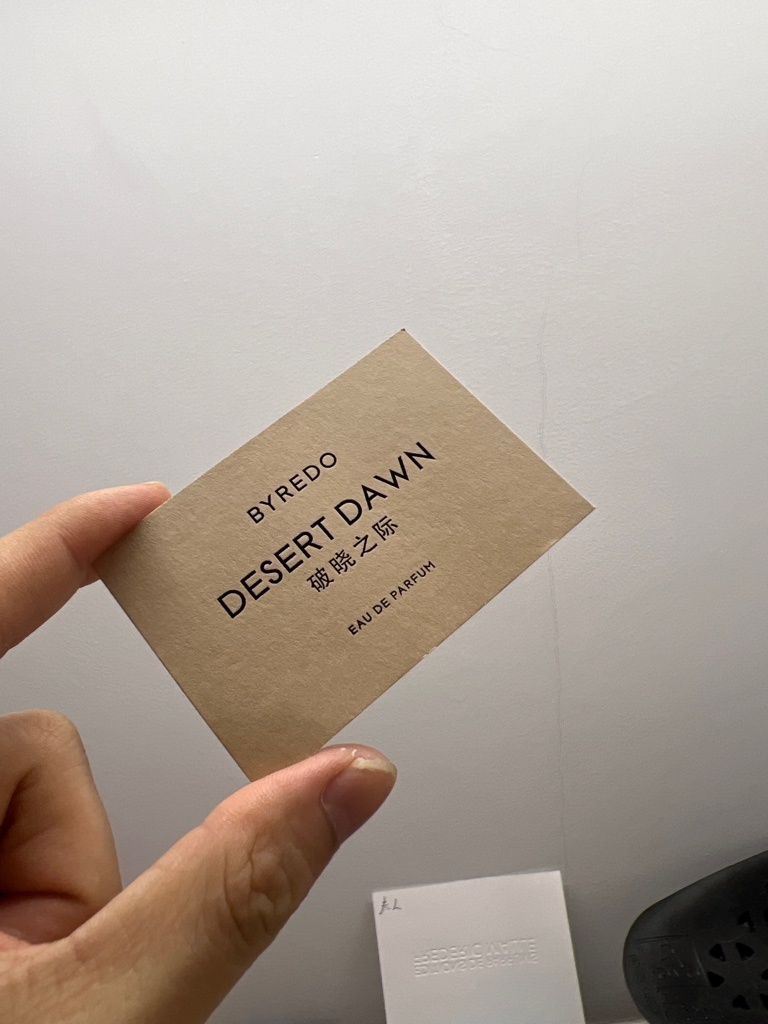 BYREDO
DESERT DAWN
破晓之际
EAU DE PARFUM